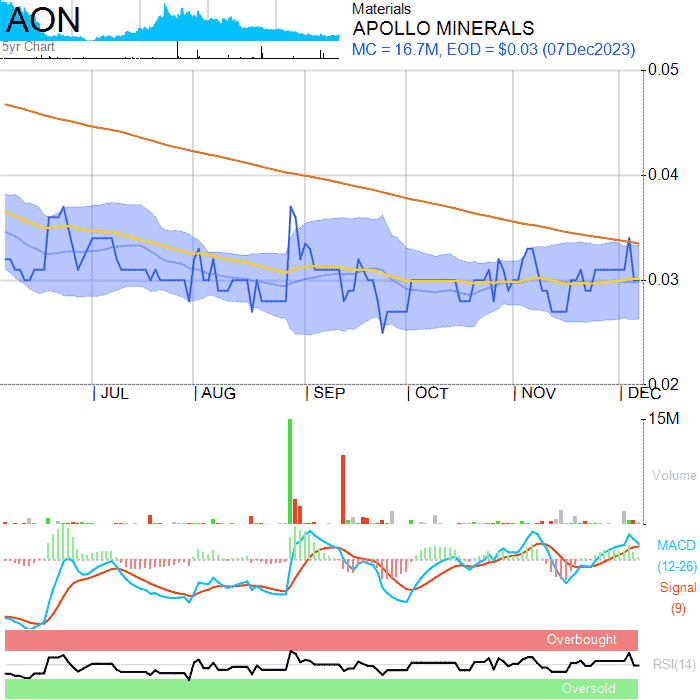 AON
5yr Chart
Materials
APOLLO MINERALS
MC = 16.7M, EOD = $0.03 (07Dec2023)
0.05
0.04
0.03
0.02
JUL
AUG
SEP
OCT
NOV
DEC
15M
Volume
MACD
(12-26)
Signal
(9)
Overbought
RSI(14)
Oversold